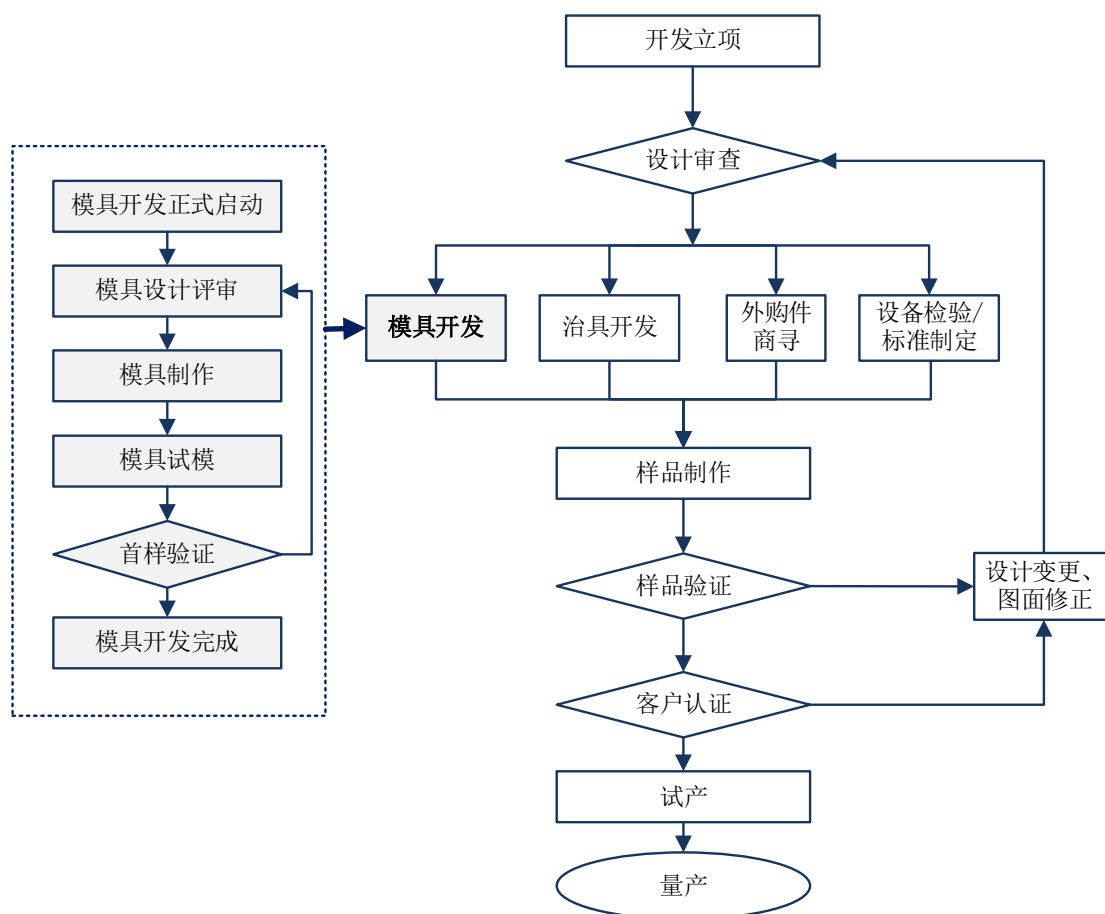 开发立项
设计审查
模具开发正式启动
模具设计评审
模具制作
模具试模
首样验证
模具开发完成
模具开发
治具开发
外购件
商寻
设备检验/
标准制定
样品制作
样品验证
设计变更、
图面修正
客户认证
试产
量产